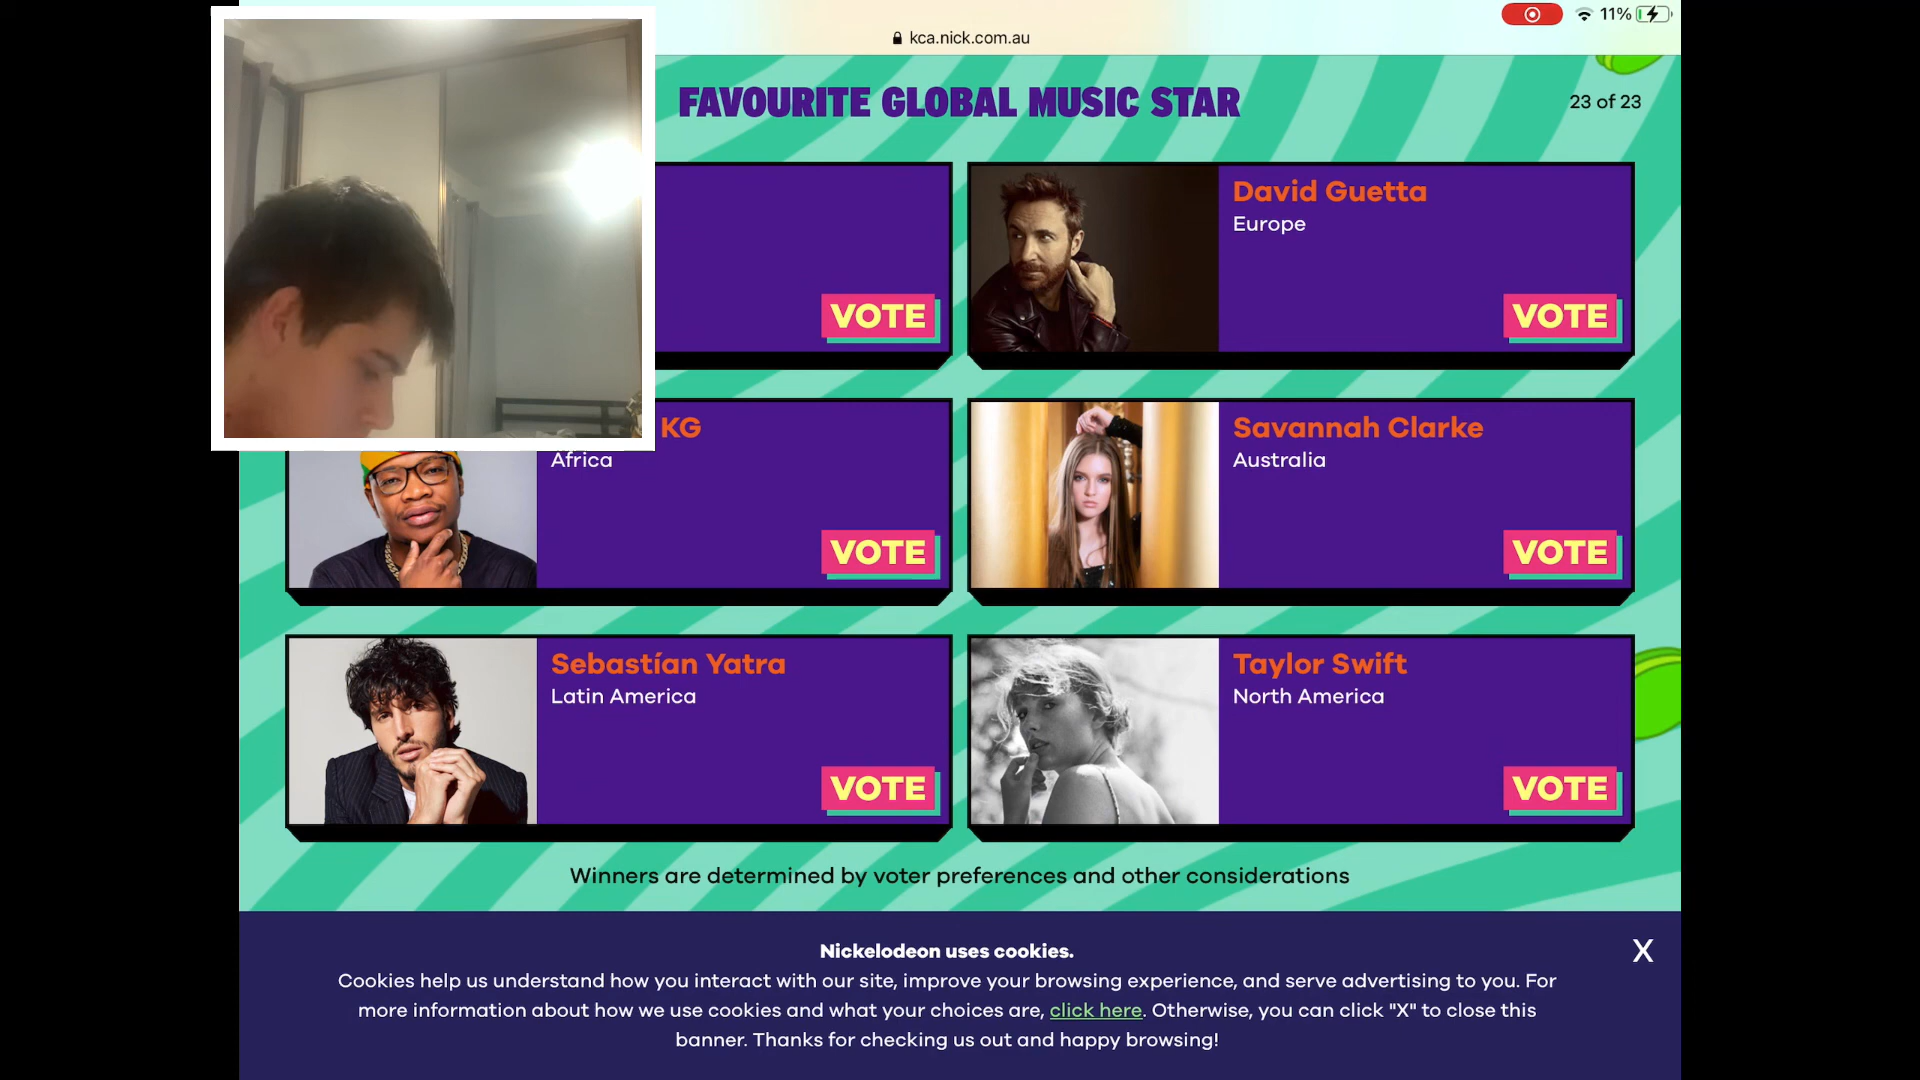 11%
kca.nick.com.au
FAVOURITE GLOBAL MUSIC STAR
23 of 23
VOTE
David Guetta
Europe
VOTE
KG
Africa
VOTE
Savannah Clarke
Australia
VOTE
Sebastían Yatra
Latin America
VOTE
Taylor Swift
North America
VOTE
Winners are determined by voter preferences and other considerations
Nickelodeon uses cookies.
X
Cookies help us understand how you interact with our site, improve your browsing experience, and serve advertising to you. For
more information about how we use cookies and what your choices are, click here. Otherwise, you can click "X" to close this
banner. Thanks for checking us out and happy browsing!